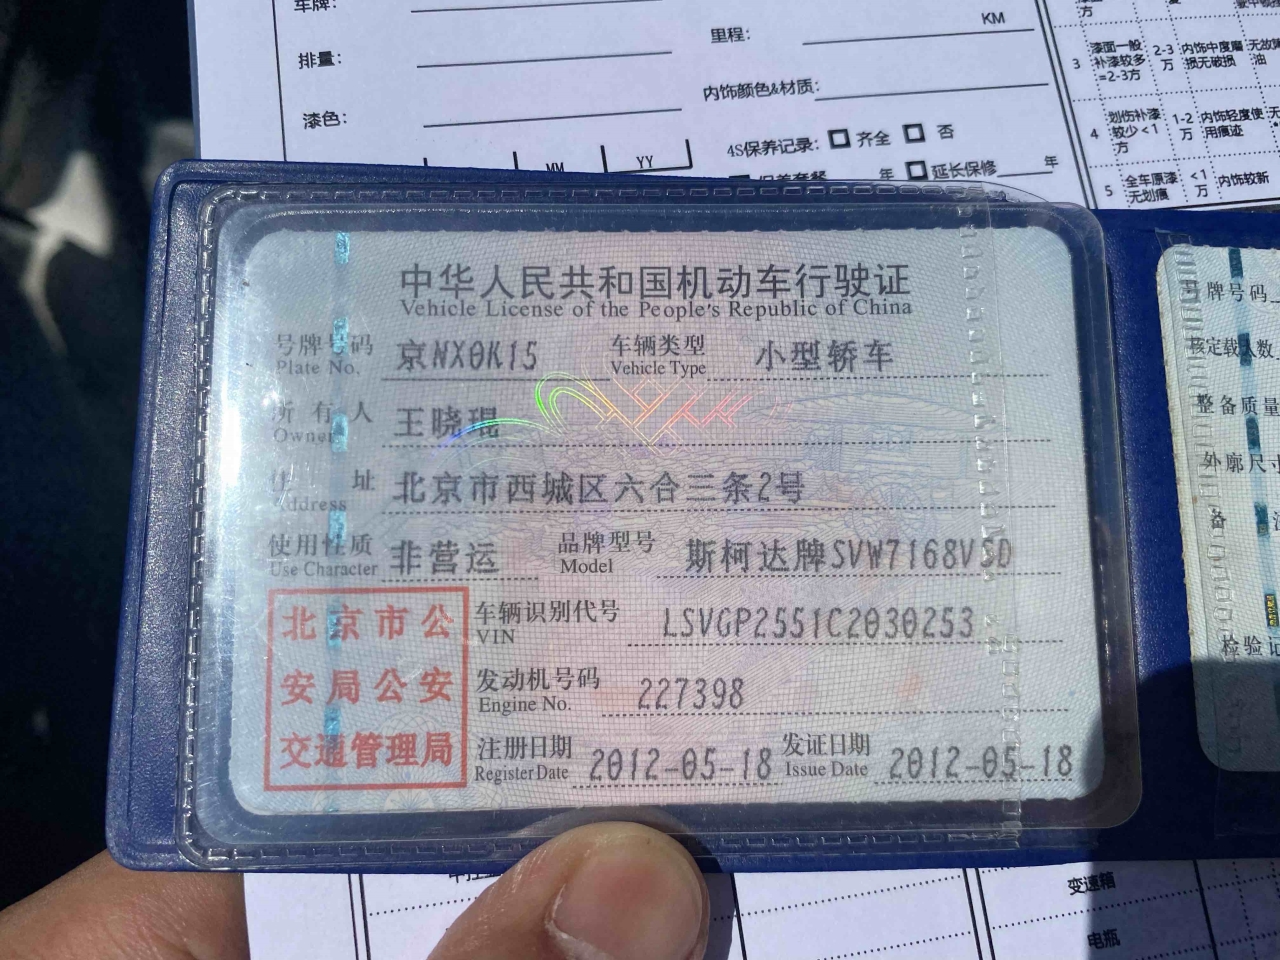 车牌:
排量:
漆色:
里程:
KM
内饰颜色&材质:
4S保养记录: 齐全 否
MM
YY
年 延长保修 年
方
3 漆面一般补漆较多=2-3方 2-3万 内饰中度磨损无破损
4 划伤补漆较少<1方 1-2万 内饰轻度使用痕迹
5 全车原漆无划痕 <1万 内饰较新
中华人民共和国机动车行驶证
Vehicle License of the People's Republic of China
号牌号码 京NX0K15 车辆类型 小型轿车
Plate No. Vehicle Type
所有人 王晓琨
Owner
住址 北京市西城区六合三条2号
Address
使用性质 非营运 品牌型号 斯柯达牌SVW7168VSD
Use Character Model
车辆识别代号 LSVGP2551C2030253
VIN
发动机号码 227398
Engine No.
注册日期 2012-05-18 发证日期 2012-05-18
Register Date Issue Date
北京市公
安局公安
交通管理局
号牌号码
核定载人数
整备质量
外廓尺寸
备
检验记
变速箱
电瓶